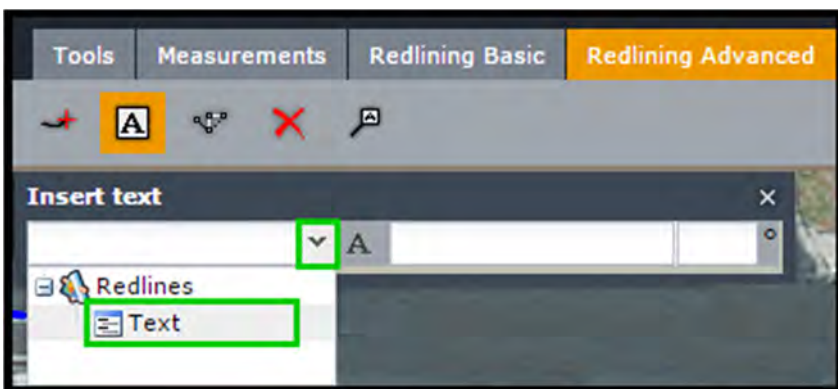 Tools Measurements Redlining Basic Redlining Advanced
A A
Insert text ×
A °
Redlines
Text